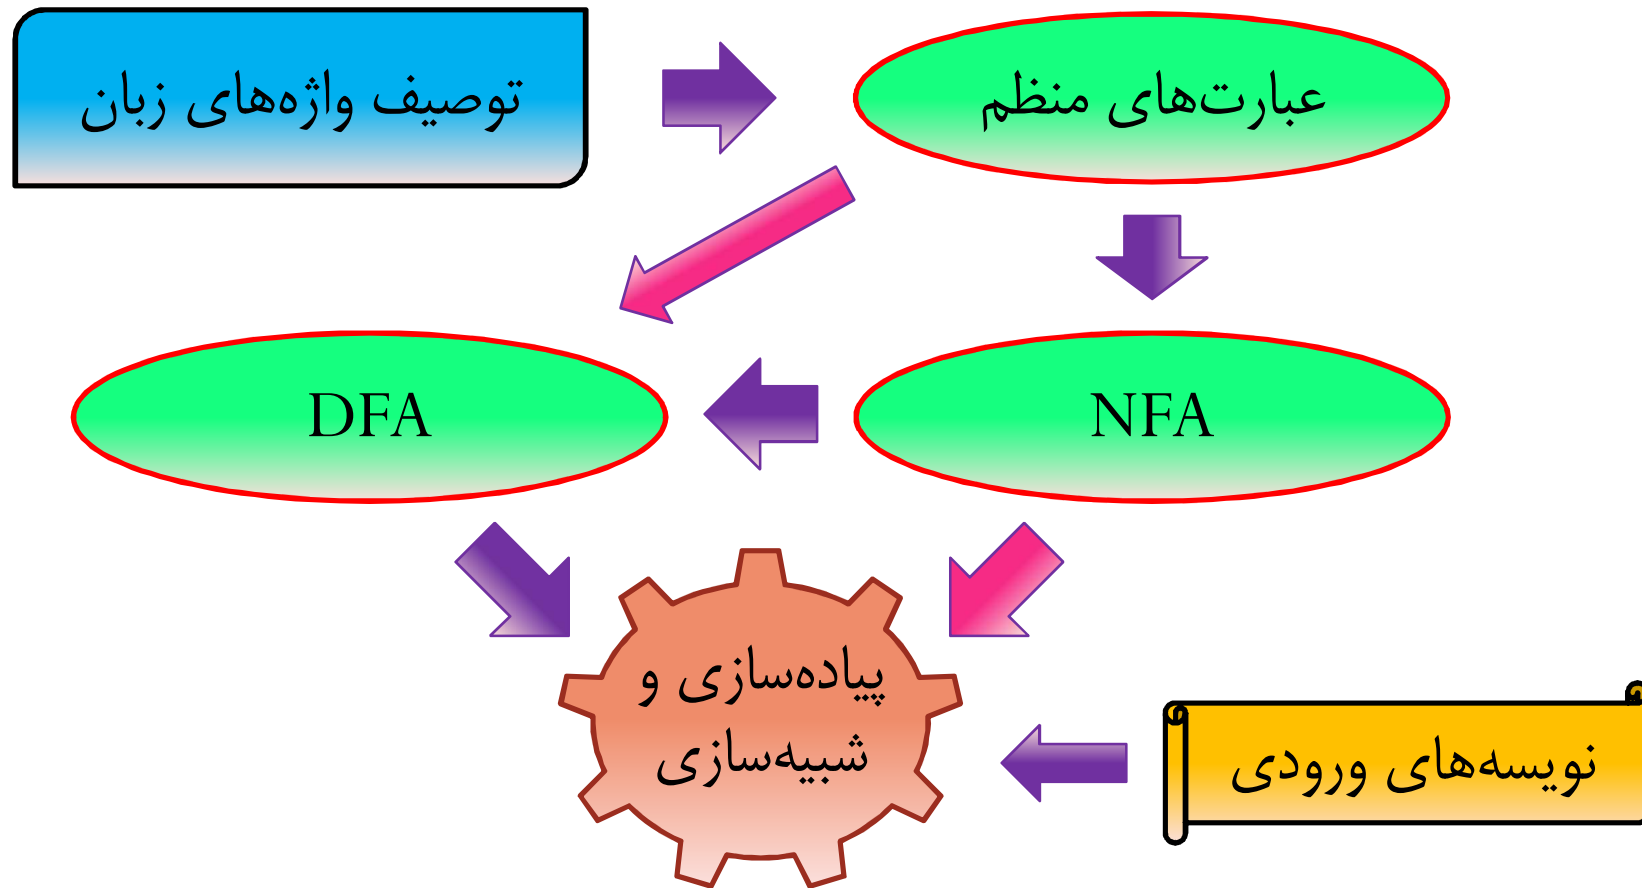 توصیف واژه‌های زبان
عبارت‌های منظم
DFA
NFA
پیاده‌سازی و
شبیه‌سازی
نویسه‌های ورودی